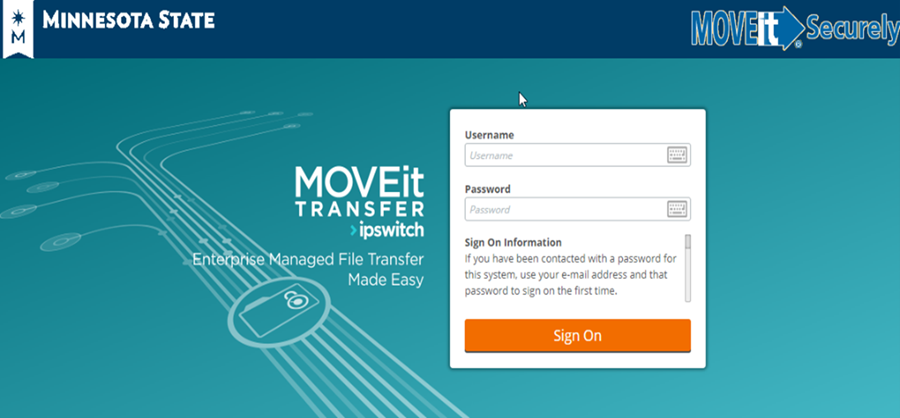 M
MINNESOTA STATE
MOVEit Securely
MOVEit
TRANSFER
ipswitch
Enterprise Managed File Transfer
Made Easy
Username
Username
Password
Password
Sign On Information
If you have been contacted with a password for
this system, use your e-mail address and that
password to sign on the first time.
Sign On